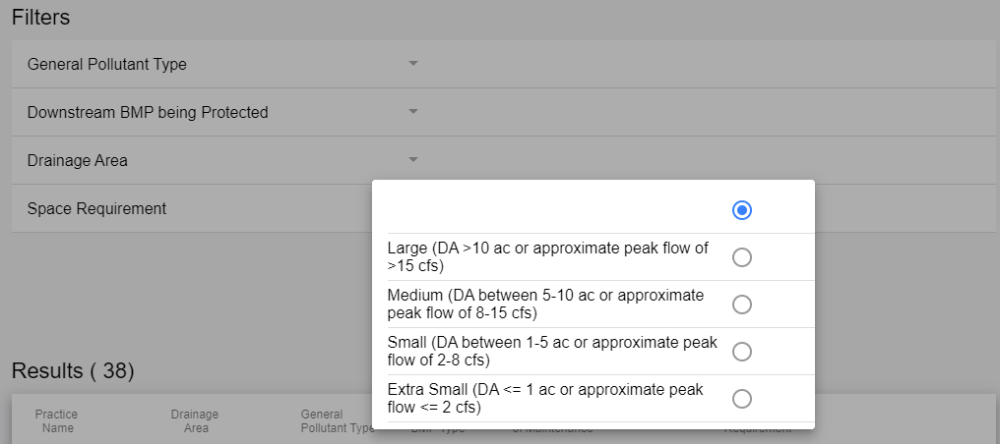 Filters
General Pollutant Type
Downstream BMP being Protected
Drainage Area
Space Requirement
Large (DA >10 ac or approximate peak flow of
>15 cfs)
Medium (DA between 5-10 ac or approximate
peak flow of 8-15 cfs)
Small (DA between 1-5 ac or approximate peak
flow of 2-8 cfs)
Extra Small (DA <= 1 ac or approximate peak
flow <= 2 cfs)
Results ( 38)
Practice
Name
Drainage
Area
General
Pollutant Type